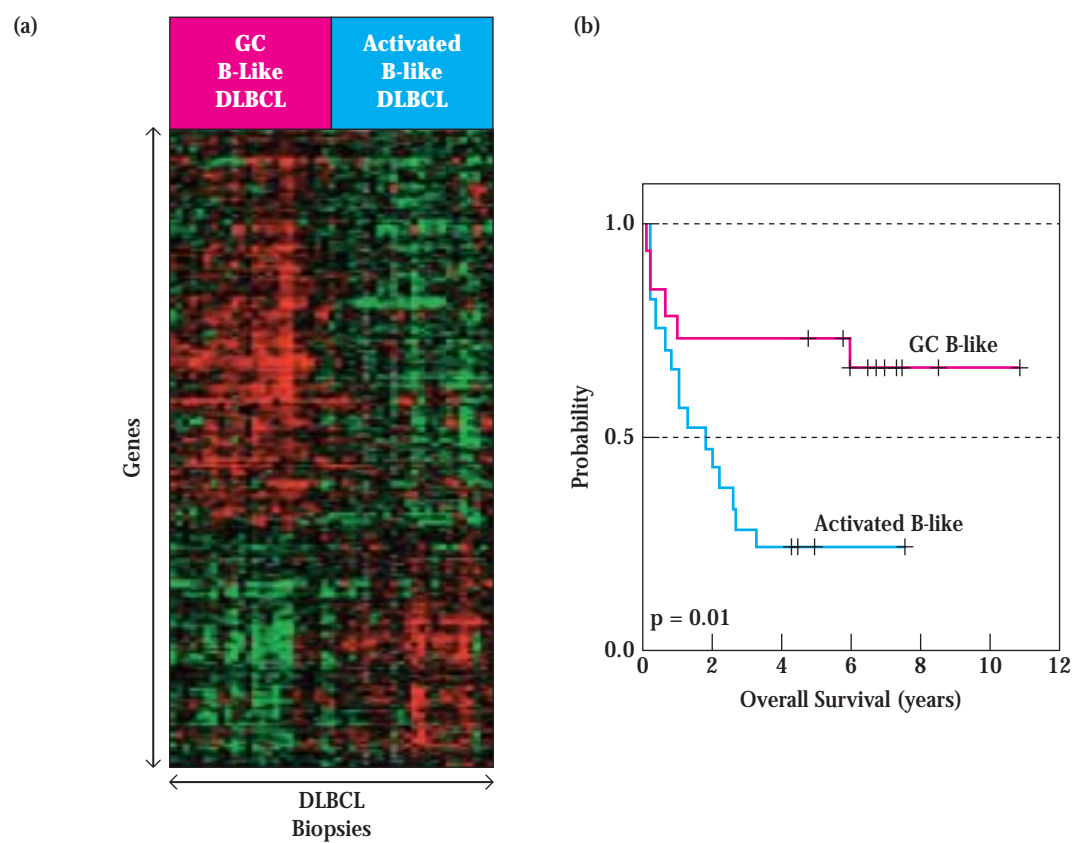 (a)
GC
B-Like
DLBCL
Activated
B-like
DLBCL
Genes
DLBCL
Biopsies
(b)
1.0
0.5
0.0
Probability
GC B-like
Activated B-like
p = 0.01
0 2 4 6 8 10 12
Overall Survival (years)